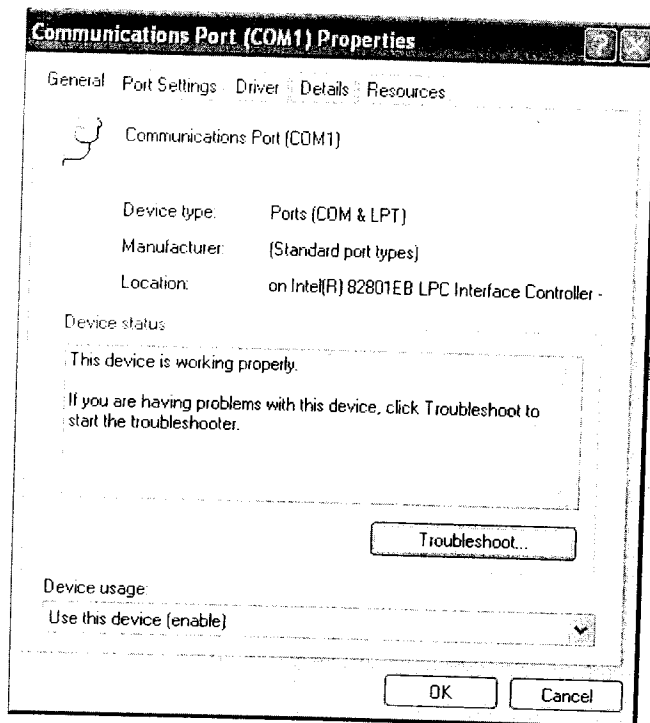 Communications Port (COM1) Properties
General Port Settings Driver Details Resources
Communications Port (COM1)
Device type: Ports (COM & LPT)
Manufacturer: (Standard port types)
Location: on Intel(R) 82801EB LPC Interface Controller -
Device status
This device is working properly.
If you are having problems with this device, click Troubleshoot to
start the troubleshooter.
Troubleshoot...
Device usage:
Use this device (enable)
OK Cancel